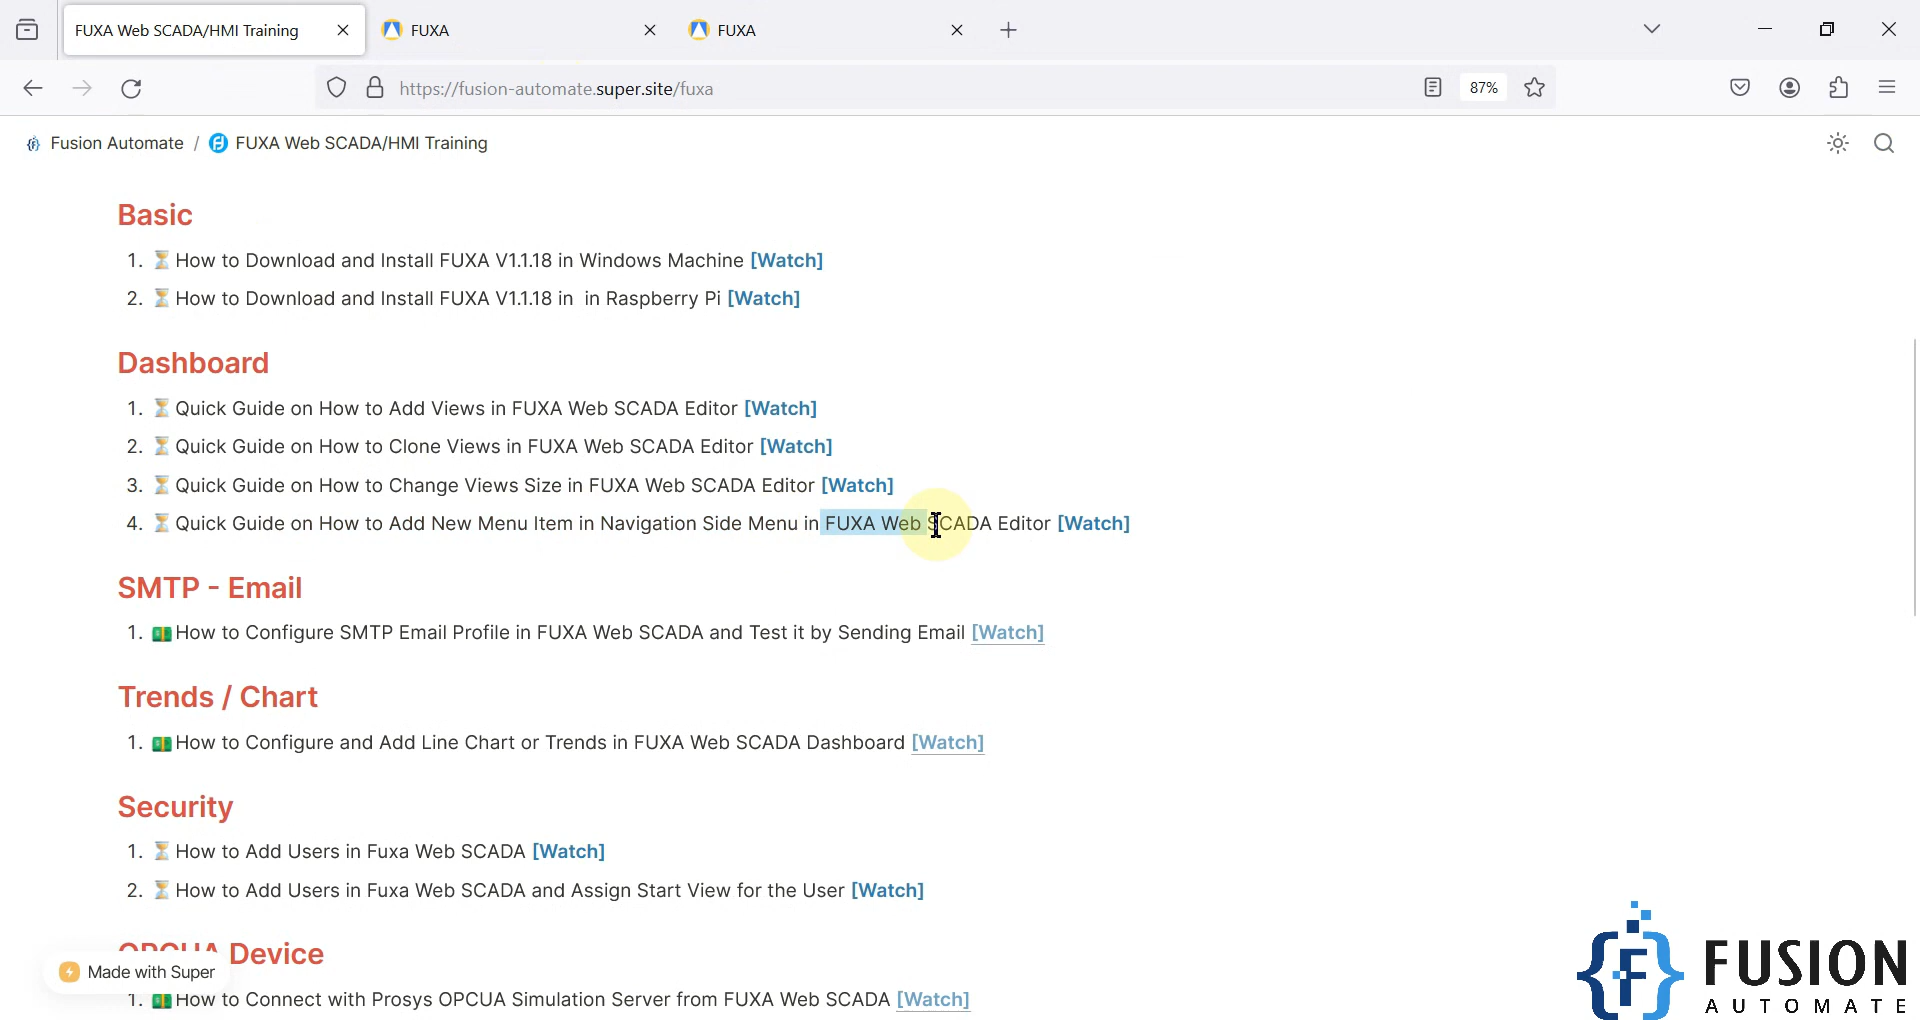 FUXA Web SCADA/HMI Training
FUXA
FUXA
https://fusion-automate.super.site/fuxa
87%
Fusion Automate / FUXA Web SCADA/HMI Training
Basic
1. ⏳How to Download and Install FUXA V1.1.18 in Windows Machine [Watch]
2. ⏳How to Download and Install FUXA V1.1.18 in in Raspberry Pi [Watch]
Dashboard
1. ⏳Quick Guide on How to Add Views in FUXA Web SCADA Editor [Watch]
2. ⏳Quick Guide on How to Clone Views in FUXA Web SCADA Editor [Watch]
3. ⏳Quick Guide on How to Change Views Size in FUXA Web SCADA Editor [Watch]
4. ⏳Quick Guide on How to Add New Menu Item in Navigation Side Menu in FUXA Web SCADA Editor [Watch]
SMTP - Email
1. 💵How to Configure SMTP Email Profile in FUXA Web SCADA and Test it by Sending Email [Watch]
Trends / Chart
1. 💵How to Configure and Add Line Chart or Trends in FUXA Web SCADA Dashboard [Watch]
Security
1. ⏳How to Add Users in Fuxa Web SCADA [Watch]
2. ⏳How to Add Users in Fuxa Web SCADA and Assign Start View for the User [Watch]
OPCUA Device
Made with Super
1. 💵How to Connect with Prosys OPCUA Simulation Server from FUXA Web SCADA [Watch]
FUSION
AUTOMATE